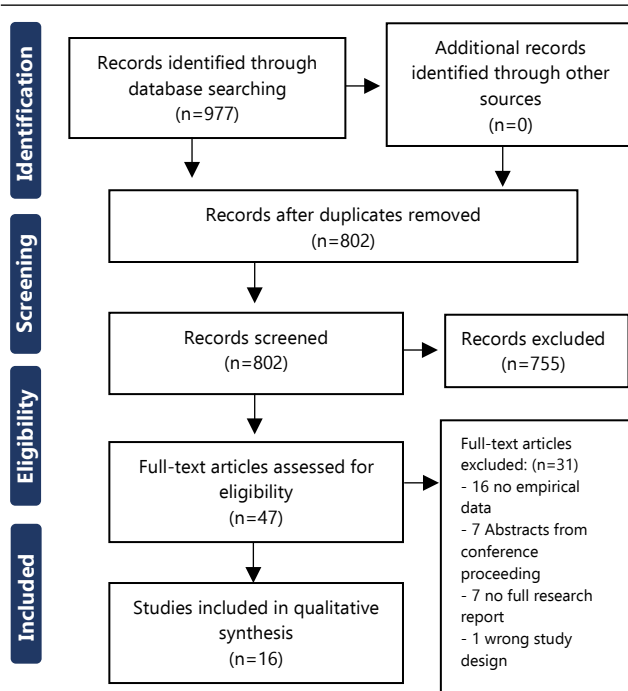 Identification
Records identified through
database searching
(n=977)
Additional records
identified through other
sources
(n=0)
Records after duplicates removed
(n=802)
Screening
Records screened
(n=802)
Records excluded
(n=755)
Eligibility
Full-text articles assessed for
eligibility
(n=47)
Full-text articles
excluded: (n=31)
- 16 no empirical
data
- 7 Abstracts from
conference
proceeding
- 7 no full research
report
- 1 wrong study
design
Included
Studies included in qualitative
synthesis
(n=16)